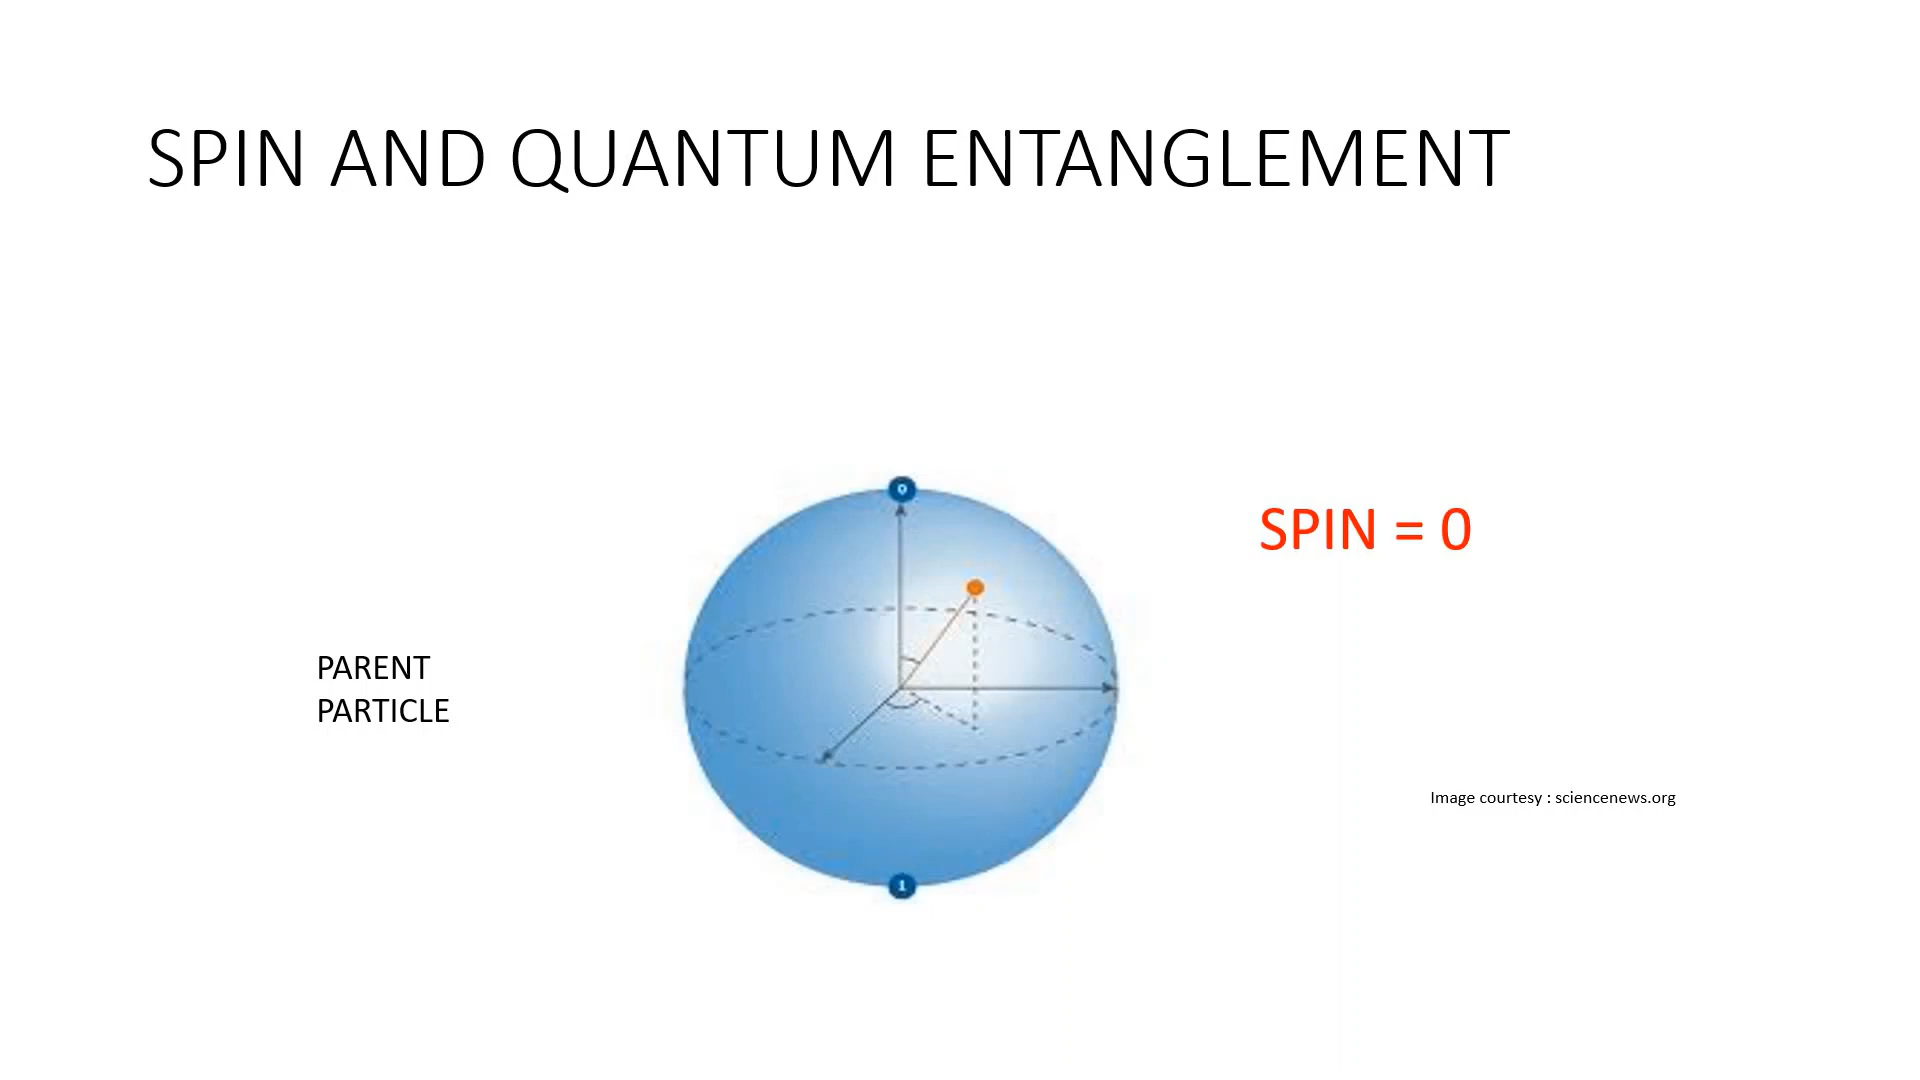 SPIN AND QUANTUM ENTANGLEMENT
0
SPIN = 0
PARENT
PARTICLE
Image courtesy : sciencenews.org
1